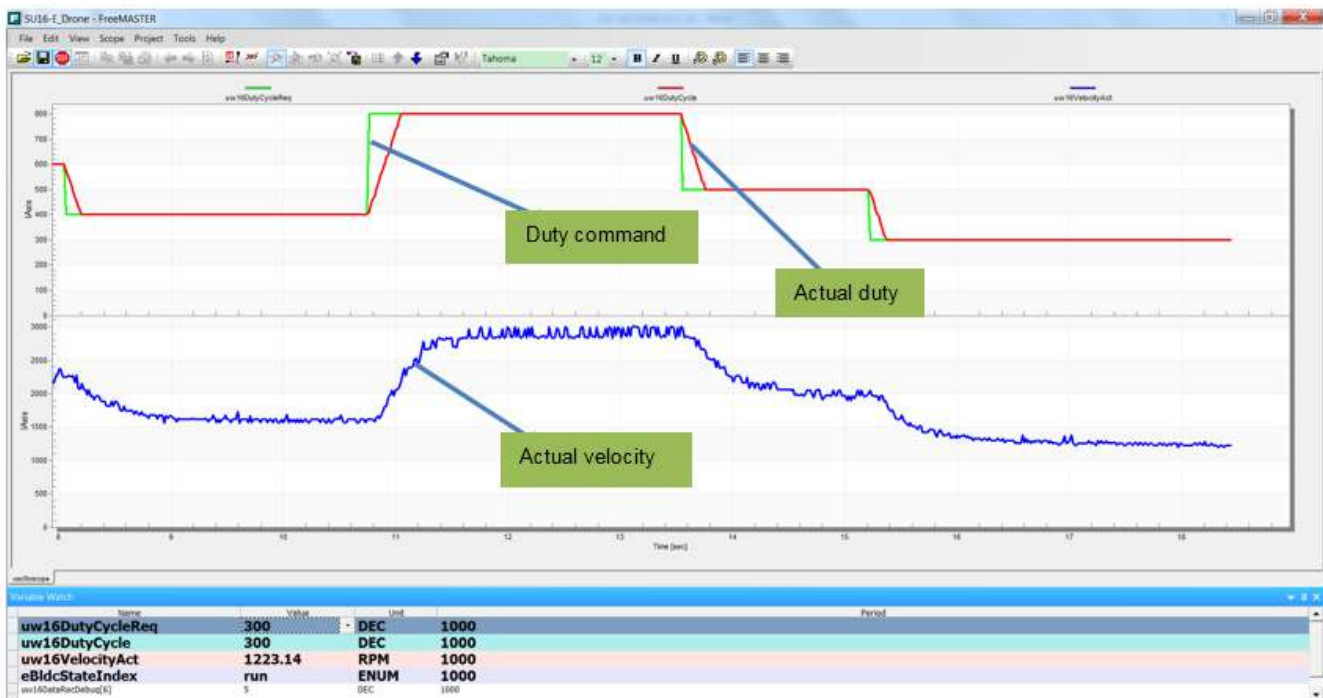 SU16-E_Drone - FreeMASTER
File Edit View Scope Project Tools Help
Tahoma 12 B I U
uw16DutyCycleReq uw16DutyCycle uw16VelocityAct
800
700
600
500
400
300
200
100
0
Duty command
Actual duty
3000
2500
2000
1500
1000
500
0
Actual velocity
8 9 10 11 12 13 14 15 16 17 18
Time [sec]
oscilloscope
Variable Watch
Name Value Unit Period
uw16DutyCycleReq 300 DEC 1000
uw16DutyCycle 300 DEC 1000
uw16VelocityAct 1223.14 RPM 1000
eBldcStateIndex run ENUM 1000
uw16DataRecDebug[6] 5 DEC 1000